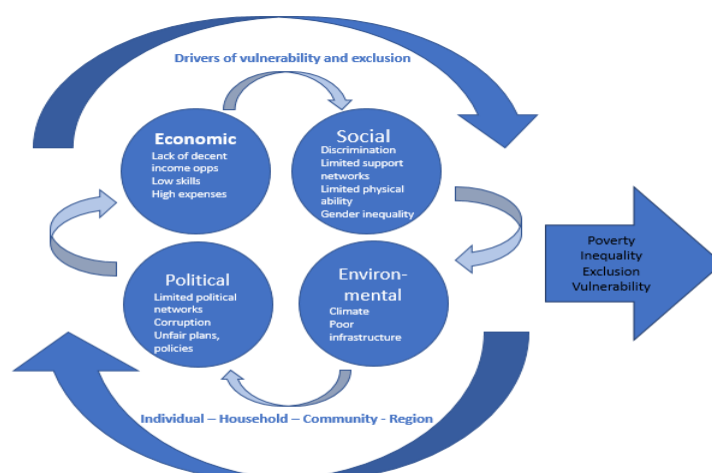 Drivers of vulnerability and exclusion
Economic
Lack of decent
income opps
Low skills
High expenses
Social
Discrimination
Limited support
networks
Limited physical
ability
Gender inequality
Political
Limited political
networks
Corruption
Unfair plans,
policies
Environ-
mental
Climate
Poor
infrastructure
Poverty
Inequality
Exclusion
Vulnerability
Individual – Household – Community - Region